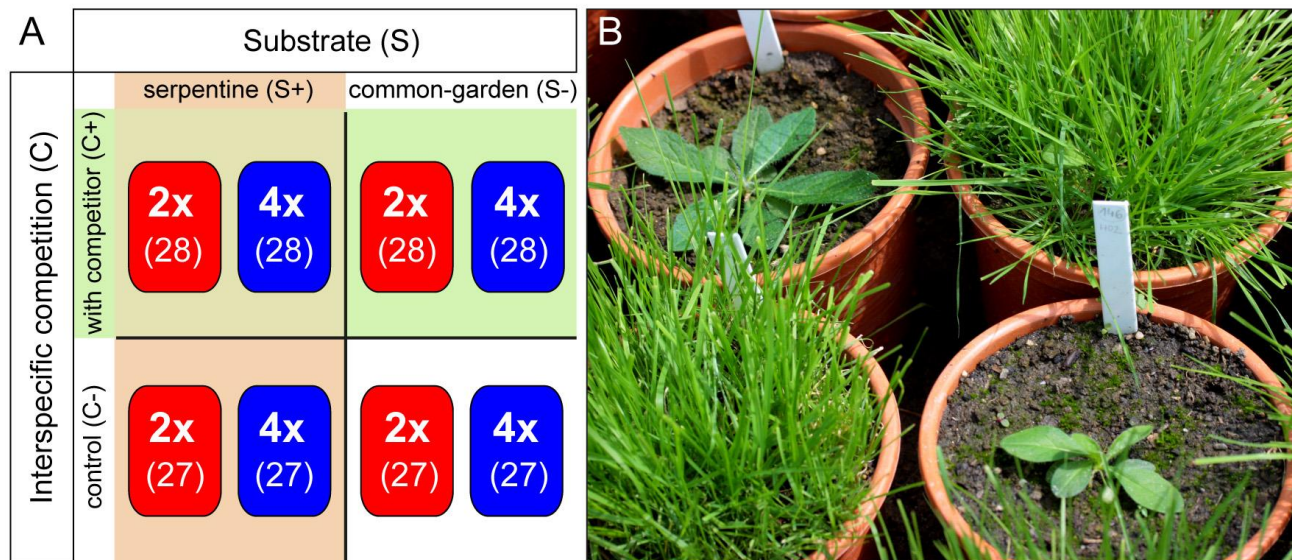 A
Substrate (S)
serpentine (S+)
common-garden (S-)
Interspecific competition (C)
with competitor (C+)
2x
(28)
4x
(28)
2x
(28)
4x
(28)
control (C-)
2x
(27)
4x
(27)
2x
(27)
4x
(27)
B